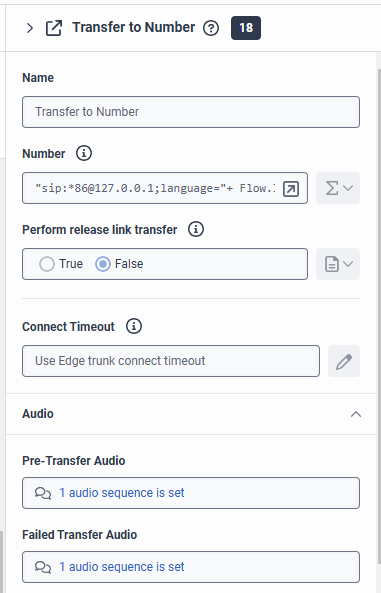 Transfer to Number 18
Name
Transfer to Number
Number
"sip:*86@127.0.0.1;language="+ Flow.
Perform release link transfer
True False
Connect Timeout
Use Edge trunk connect timeout
Audio
Pre-Transfer Audio
1 audio sequence is set
Failed Transfer Audio
1 audio sequence is set